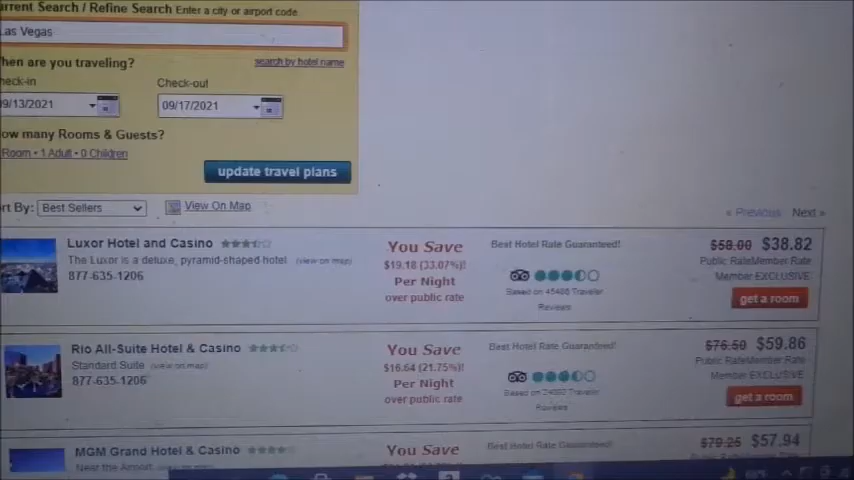 urrent Search / Refine Search Enter a city or airport code
as Vegas
hen are you traveling? search by hotel name
heck-in Check-out
9/13/2021 09/17/2021
ow many Rooms & Guests?
Room • 1 Adult • 0 Children
update travel plans
rt By: Best Sellers View On Map « Previous Next »
Luxor Hotel and Casino You Save Best Hotel Rate Guaranteed! $58.00 $38.82
The Luxor is a deluxe, pyramid-shaped hotel. (view on map) $19.18 (33.07%)! Public Rate Member Rate
877-635-1206 Per Night Member EXCLUSIVE
over public rate Based on 45486 Traveler Reviews get a room
Rio All-Suite Hotel & Casino You Save Best Hotel Rate Guaranteed! $76.50 $59.86
Standard Suite (view on map) $16.64 (21.75%)! Public Rate Member Rate
877-635-1206 Per Night Member EXCLUSIVE
over public rate Based on Traveler Reviews get a room
MGM Grand Hotel & Casino You Save Best Hotel Rate Guaranteed! $79.25 $57.94
Near the Airport